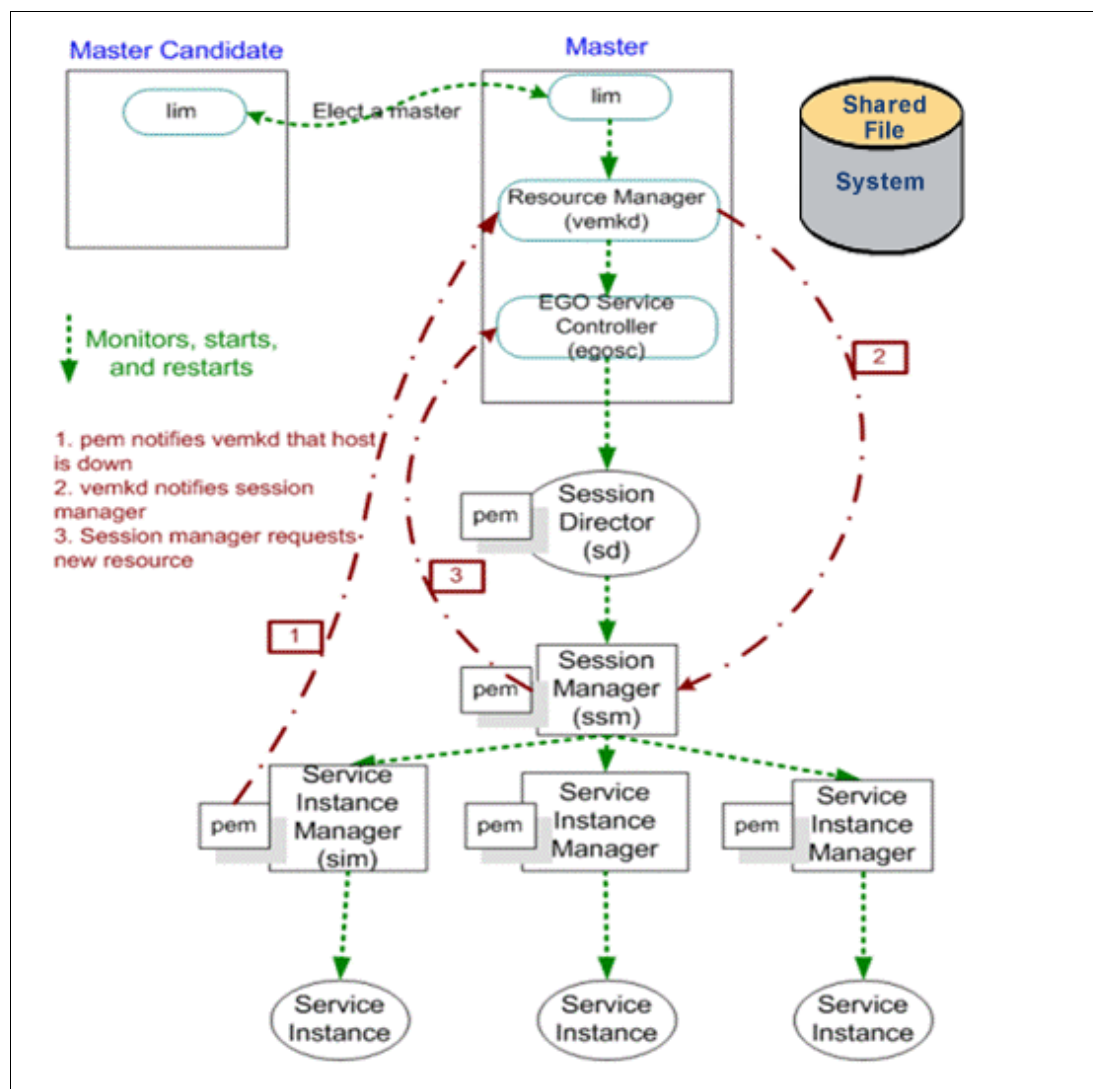 Master Candidate
Master
lim
Elect a master
lim
Shared
File
System
Resource Manager
(vemkd)
EGO Service
Controller
(egosc)
Monitors, starts,
and restarts
2
1. pem notifies vemkd that host
is down
2. vemkd notifies session
manager
3. Session manager requests
new resource
pem
Session
Director
(sd)
3
1
pem
Session
Manager
(ssm)
pem
Service
Instance
Manager
(sim)
pem
Service
Instance
Manager
pem
Service
Instance
Manager
Service
Instance
Service
Instance
Service
Instance